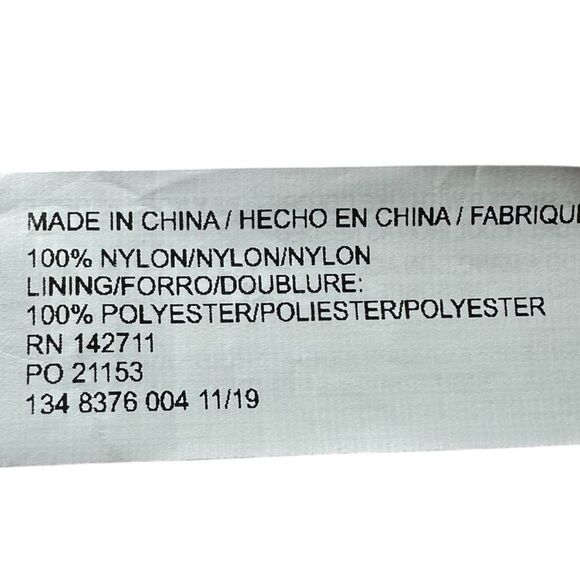 MADE IN CHINA / HECHO EN CHINA / FABRIQUE
100% NYLON/NYLON/NYLON
LINING/FORRO/DOUBLURE:
100% POLYESTER/POLIESTER/POLYESTER
RN 142711
PO 21153
134 8376 004 11/19